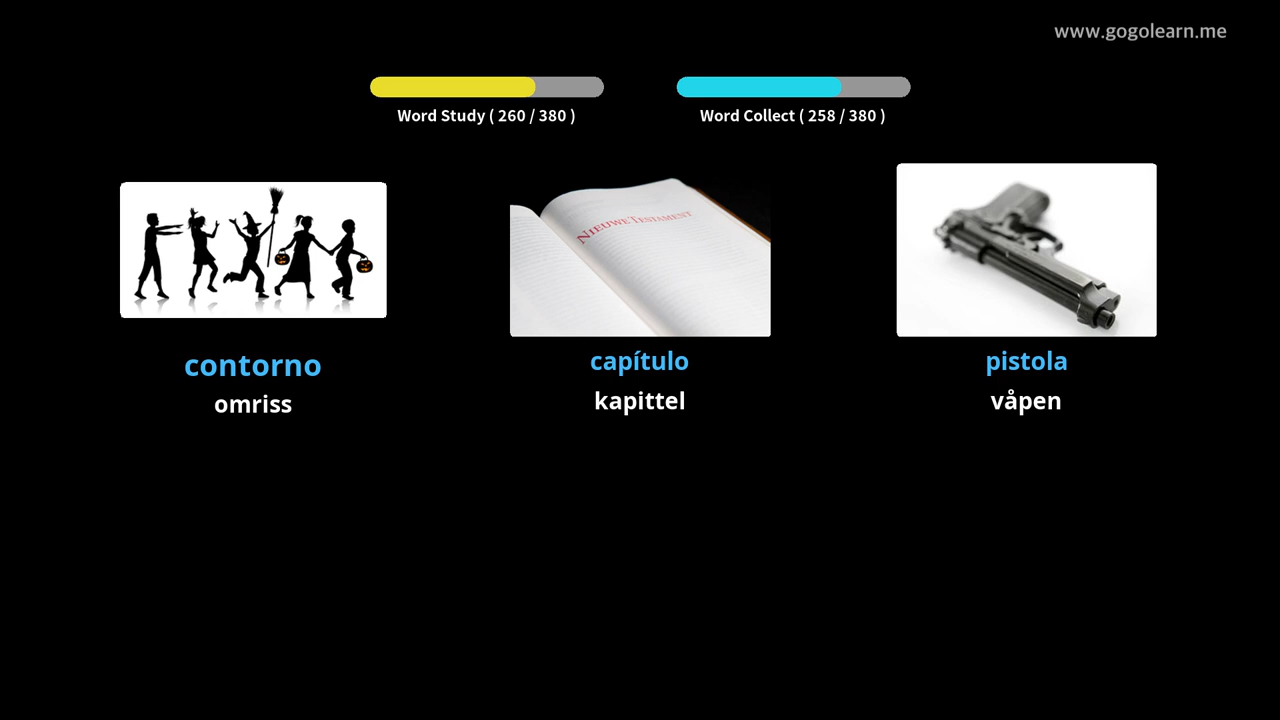 www.gogolearn.me
Word Study ( 260 / 380 )
Word Collect ( 258 / 380 )
NIEUWE TESTAMENT
contorno
omriss
capítulo
kapittel
pistola
våpen